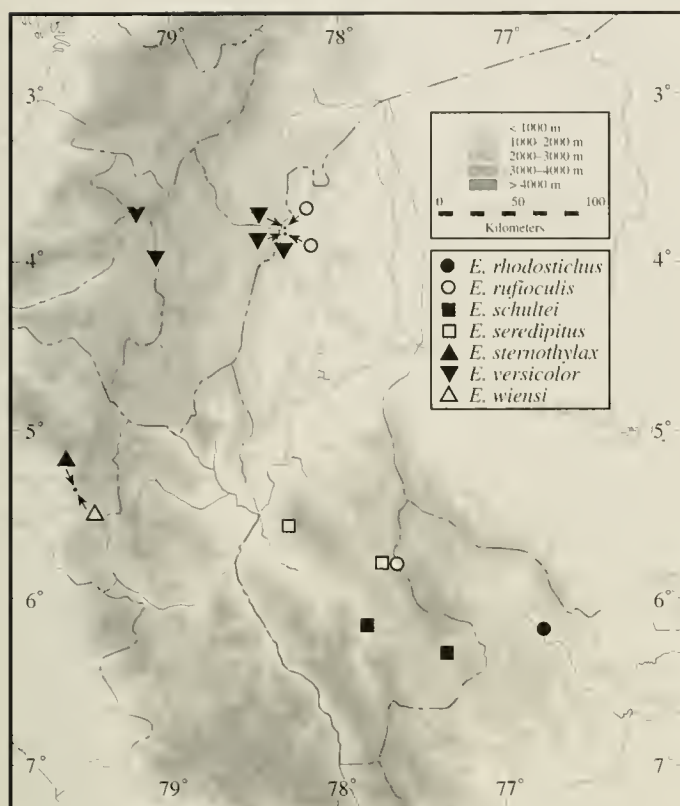 79° 78° 77°
3° 3°
< 1000 m
1000–2000 m
2000–3000 m
3000–4000 m
> 4000 m
0 50 100
Kilometers
4° 4°
E. rhodostichus
E. rufioculis
E. schultei
E. seredipitus
E. sternothylax
E. versicolor
E. wiensi
5° 5°
6° 6°
7° 7°
79° 78° 77°